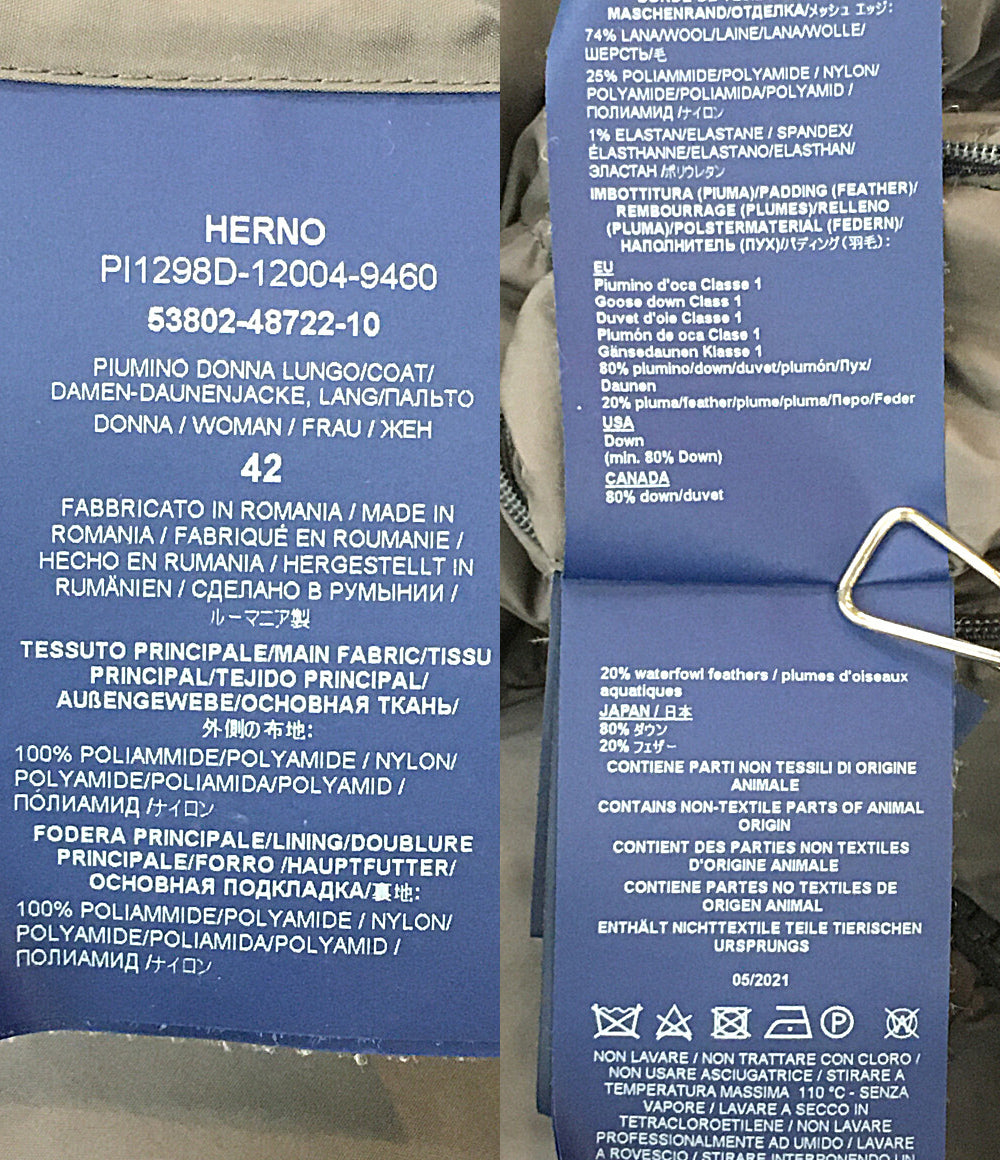 HERNO
PI1298D-12004-9460
53802-48722-10
PIUMINO DONNA LUNGO/COAT/
DAMEN-DAUNENJACKE, LANG/ПАЛЬТО
DONNA / WOMAN / FRAU / ЖЕН
42
FABBRICATO IN ROMANIA / MADE IN
ROMANIA / FABRIQUÉ EN ROUMANIE /
HECHO EN RUMANIA / HERGESTELLT IN
RUMÄNIEN / СДЕЛАНО В РУМЫНИИ /
ルーマニア製
TESSUTO PRINCIPALE/MAIN FABRIC/TISSU
PRINCIPAL/TEJIDO PRINCIPAL/
AUßENGEWEBE/ОСНОВНАЯ ТКАНЬ/
外側の布地:
100% POLIAMMIDE/POLYAMIDE / NYLON/
POLYAMIDE/POLIAMIDA/POLYAMID /
ПОЛИАМИД /ナイロン
FODERA PRINCIPALE/LINING/DOUBLURE
PRINCIPALE/FORRO /HAUPTFUTTER/
ОСНОВНАЯ ПОДКЛАДКА/裏地:
100% POLIAMMIDE/POLYAMIDE / NYLON/
POLYAMIDE/POLIAMIDA/POLYAMID /
ПОЛИАМИД /ナイロン
MASCHENRAND/ОТДЕЛКА/メッシュ エッジ:
74% LANA/WOOL/LAINE/LANA/WOLLE/
ШЕРСТЬ/毛
25% POLIAMMIDE/POLYAMIDE / NYLON/
POLYAMIDE/POLIAMIDA/POLYAMID /
ПОЛИАМИД /ナイロン
1% ELASTAN/ELASTANE / SPANDEX/
ÉLASTHANNE/ELASTANO/ELASTHAN/
ЭЛАСТАН /ポリウレタン
IMBOTTITURA (PIUMA)/PADDING (FEATHER)/
REMBOURRAGE (PLUMES)/RELLENO
(PLUMA)/POLSTERMATERIAL (FEDERN)/
НАПОЛНИТЕЛЬ (ПУХ)/パディング(羽毛):
EU
Piumino d'oca Classe 1
Goose down Class 1
Duvet d'oie Classe 1
Plumón de oca Clase 1
Gänsedaunen Klasse 1
80% piumino/down/duvet/plumón/Пух/
Daunen
20% piuma/feather/plume/pluma/Перо/Feder
USA
Down
(min. 80% Down)
CANADA
80% down/duvet
20% waterfowl feathers / plumes d'oiseaux
aquatiques
JAPAN / 日本
80% ダウン
20% フェザー
CONTIENE PARTI NON TESSILI DI ORIGINE
ANIMALE
CONTAINS NON-TEXTILE PARTS OF ANIMAL
ORIGIN
CONTIENT DES PARTIES NON TEXTILES
D'ORIGINE ANIMALE
CONTIENE PARTES NO TEXTILES DE
ORIGEN ANIMAL
ENTHÄLT NICHTTEXTILE TEILE TIERISCHEN
URSPRUNGS
05/2021
P W
NON LAVARE / NON TRATTARE CON CLORO /
NON USARE ASCIUGATRICE / STIRARE A
TEMPERATURA MASSIMA 110 °C - SENZA
VAPORE / LAVARE A SECCO IN
TETRACLOROETILENE / NON LAVARE
PROFESSIONALMENTE AD UMIDO / LAVARE
A ROVESCIO / STIRARE INTERPONENDO UN